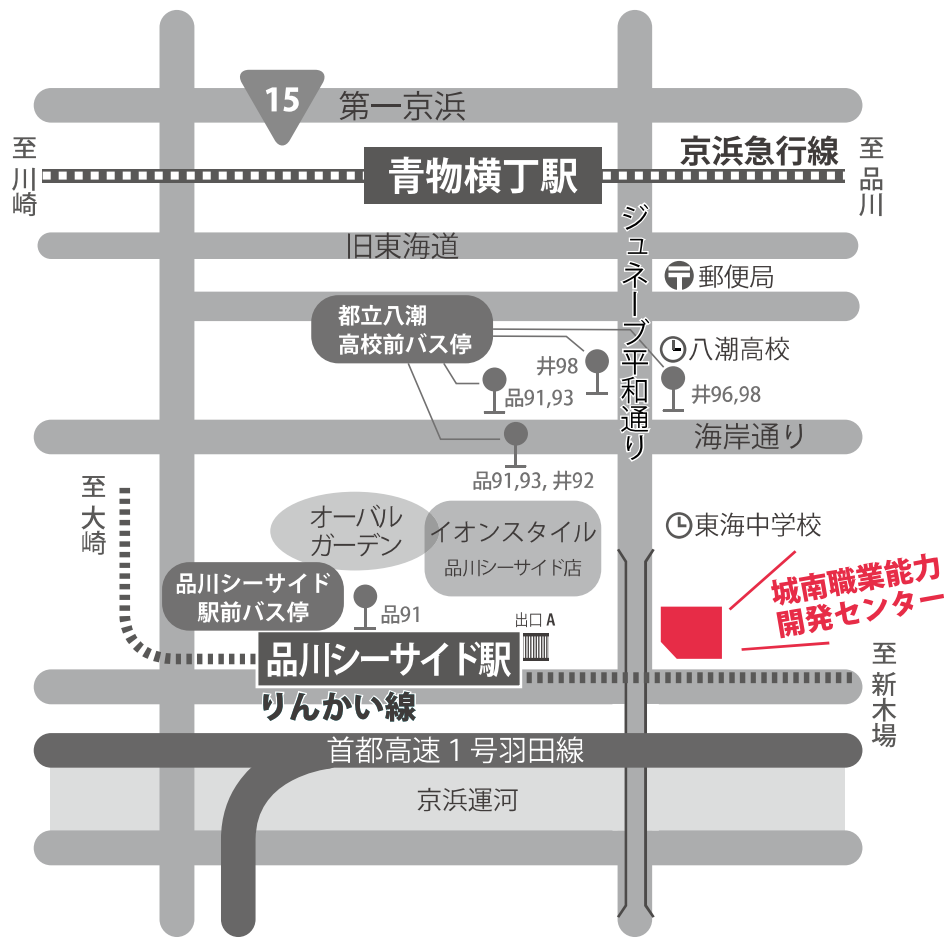 15
第一京浜
京浜急行線
至川崎
青物横丁駅
至品川
旧東海道
ジュネーブ平和通り
郵便局
都立八潮
高校前バス停
八潮高校
井98
品91,93
井96,98
海岸通り
品91,93, 井92
至大崎
オーバル
ガーデン
イオンスタイル
品川シーサイド店
東海中学校
城南職業能力
開発センター
品川シーサイド
駅前バス停
品91
出口 A
品川シーサイド駅
りんかい線
至新木場
首都高速 1 号羽田線
京浜運河